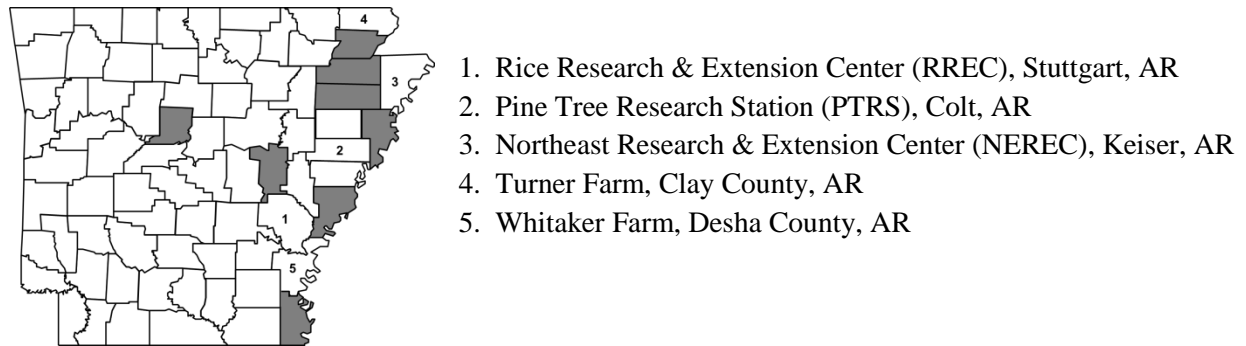 4
3
2
1
5
1. Rice Research & Extension Center (RREC), Stuttgart, AR
2. Pine Tree Research Station (PTRS), Colt, AR
3. Northeast Research & Extension Center (NEREC), Keiser, AR
4. Turner Farm, Clay County, AR
5. Whitaker Farm, Desha County, AR